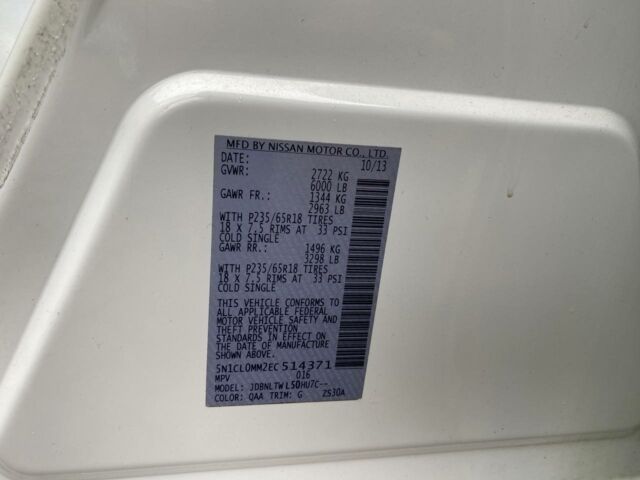 MFD BY NISSAN MOTOR CO., LTD.
DATE: 10/13
GVWR: 2722 KG
6000 LB
GAWR FR.: 1344 KG
2963 LB
WITH P235/65R18 TIRES
18 X 7.5 RIMS AT 33 PSI
COLD SINGLE
GAWR RR.: 1496 KG
3298 LB
WITH P235/65R18 TIRES
18 X 7.5 RIMS AT 33 PSI
COLD SINGLE
THIS VEHICLE CONFORMS TO
ALL APPLICABLE FEDERAL
MOTOR VEHICLE SAFETY AND
THEFT PREVENTION
STANDARDS IN EFFECT ON THE
DATE OF MANUFACTURE
SHOWN ABOVE.
5N1CL0MM2EC 514371
MPV 016
MODEL: JDBNLTWL50HU7C--
COLOR: QAA TRIM: G ZS30A